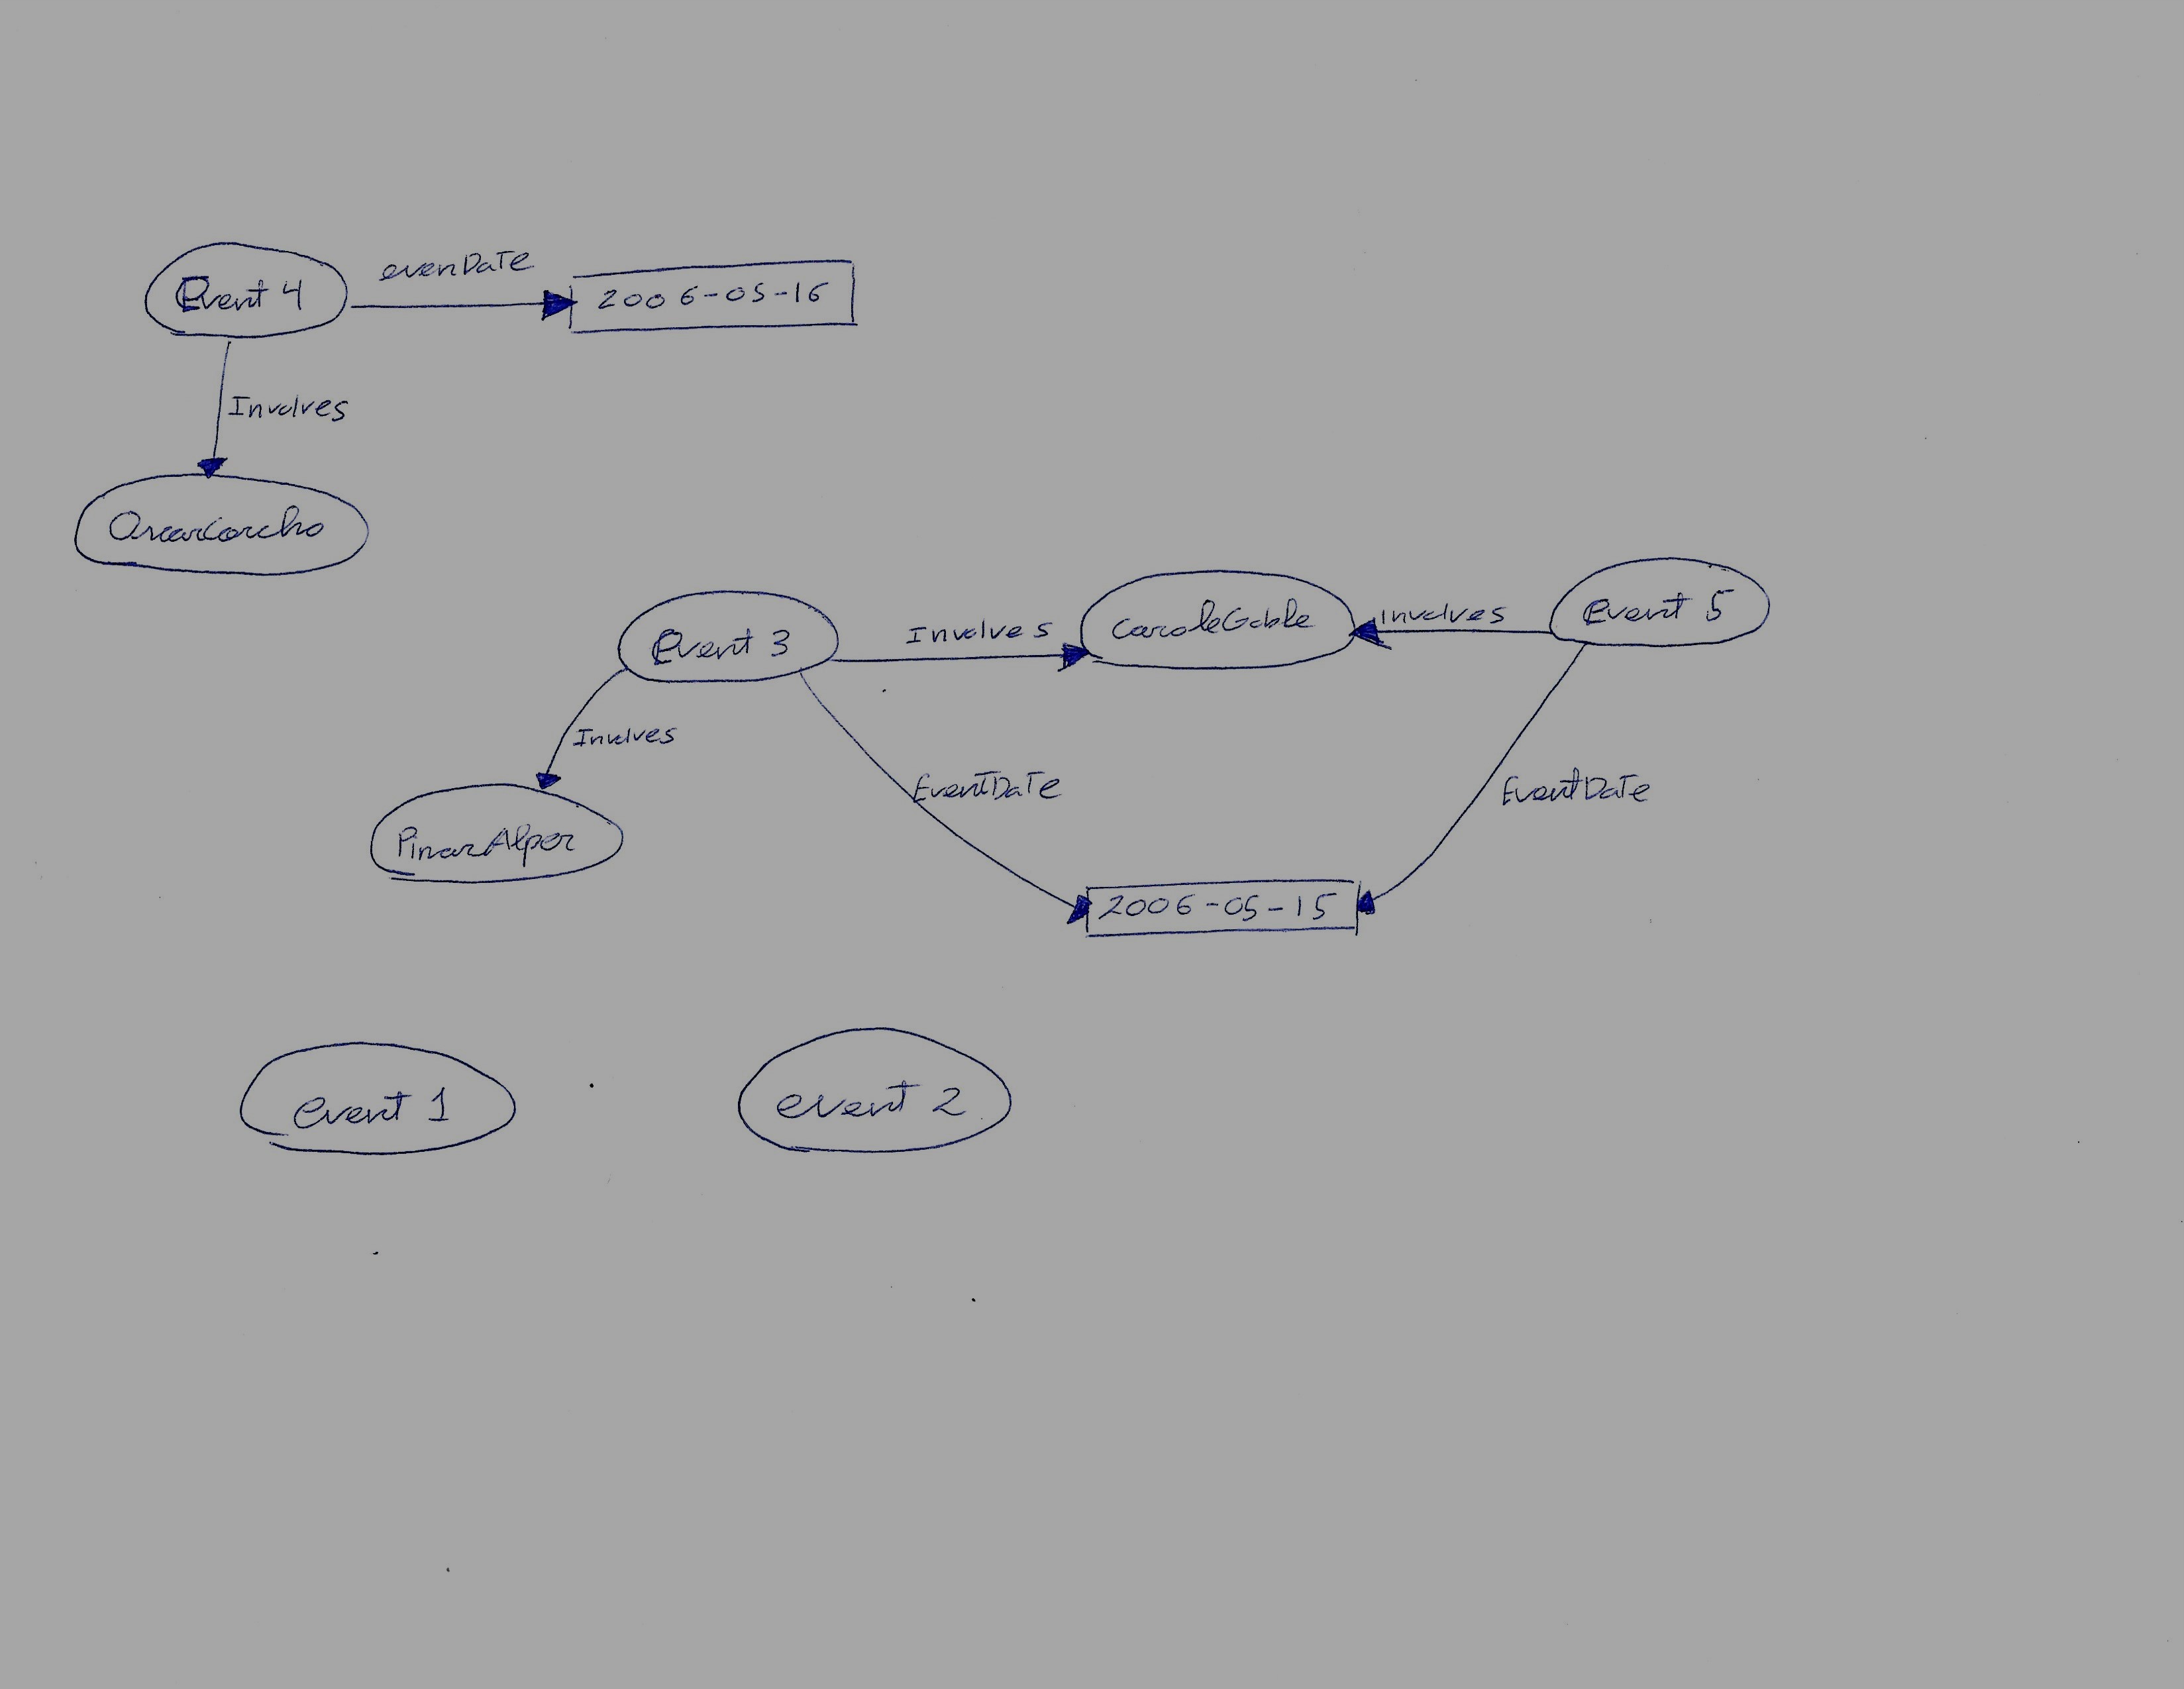 evenDaTe
Event 4
2006-05-16
Involves
OscarCorcho
Event 3
Involves
CaroleGoble
Involves
Event 5
Involves
EventDaTe
EventDaTe
PinarAlper
2006-05-15
event 1
event 2